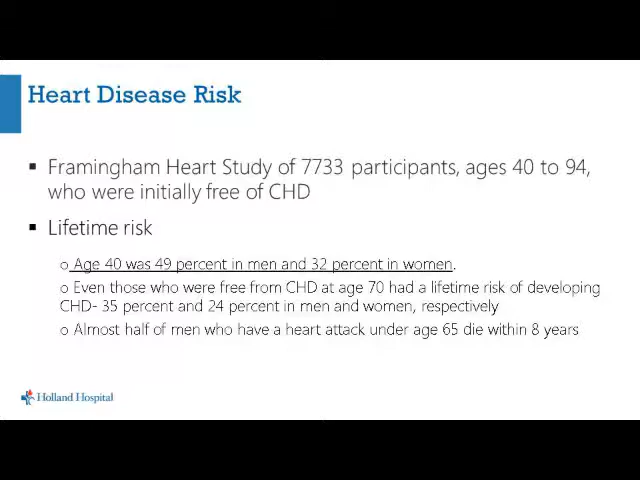 Heart Disease Risk
▪ Framingham Heart Study of 7733 participants, ages 40 to 94,
who were initially free of CHD
▪ Lifetime risk
o Age 40 was 49 percent in men and 32 percent in women.
o Even those who were free from CHD at age 70 had a lifetime risk of developing
CHD- 35 percent and 24 percent in men and women, respectively
o Almost half of men who have a heart attack under age 65 die within 8 years
Holland Hospital